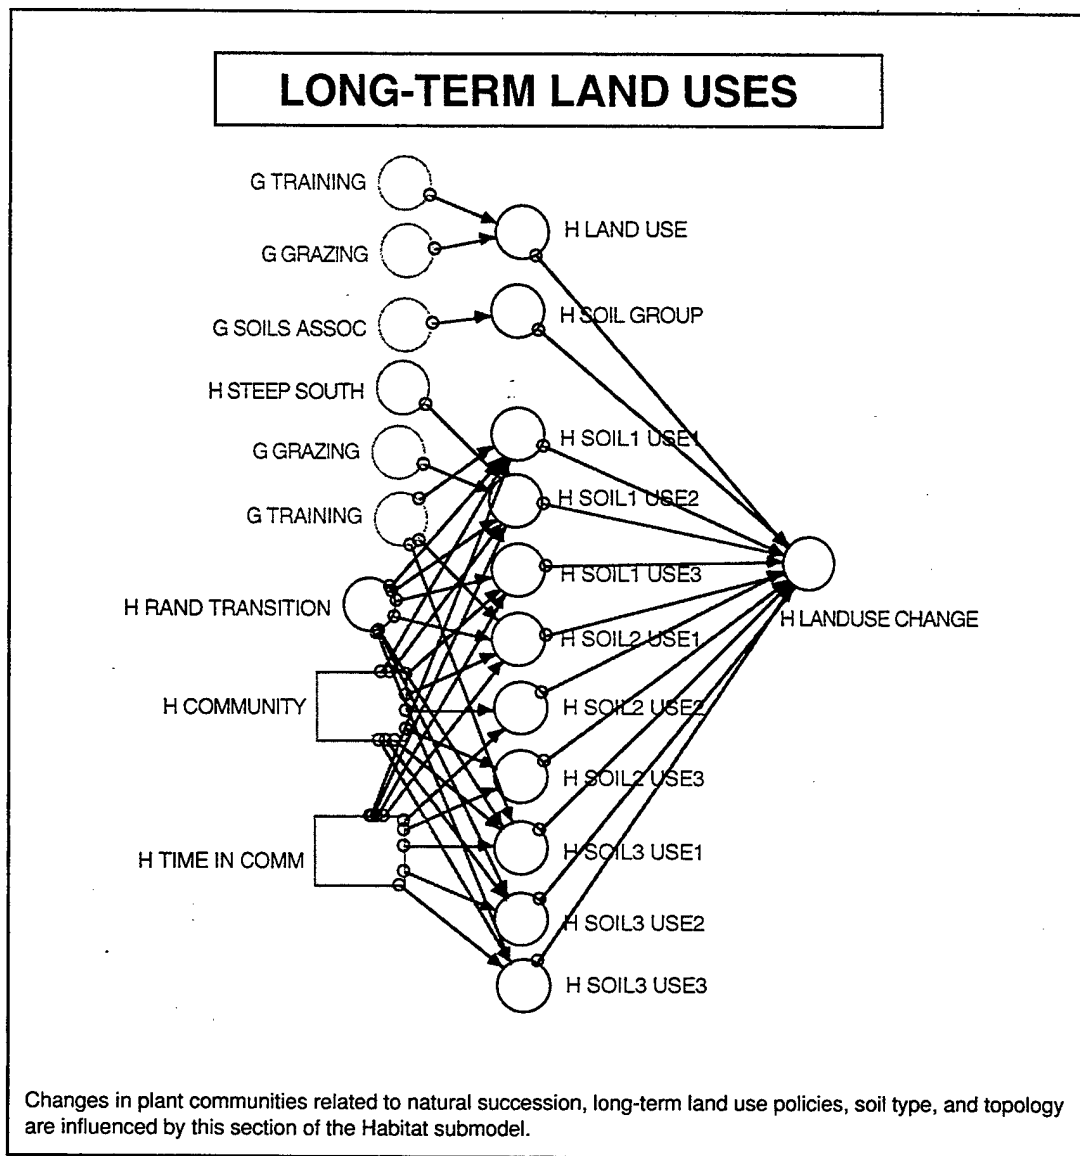 LONG-TERM LAND USES
G TRAINING
H LAND USE
G GRAZING
H SOIL GROUP
G SOILS ASSOC
H STEEP SOUTH
H SOIL1 USE1
G GRAZING
H SOIL1 USE2
G TRAINING
H SOIL1 USE3
H RAND TRANSITION
H LANDUSE CHANGE
H SOIL2 USE1
H COMMUNITY
H SOIL2 USE2
H SOIL2 USE3
H TIME IN COMM
H SOIL3 USE1
H SOIL3 USE2
H SOIL3 USE3
Changes in plant communities related to natural succession, long-term land use policies, soil type, and topology
are influenced by this section of the Habitat submodel.